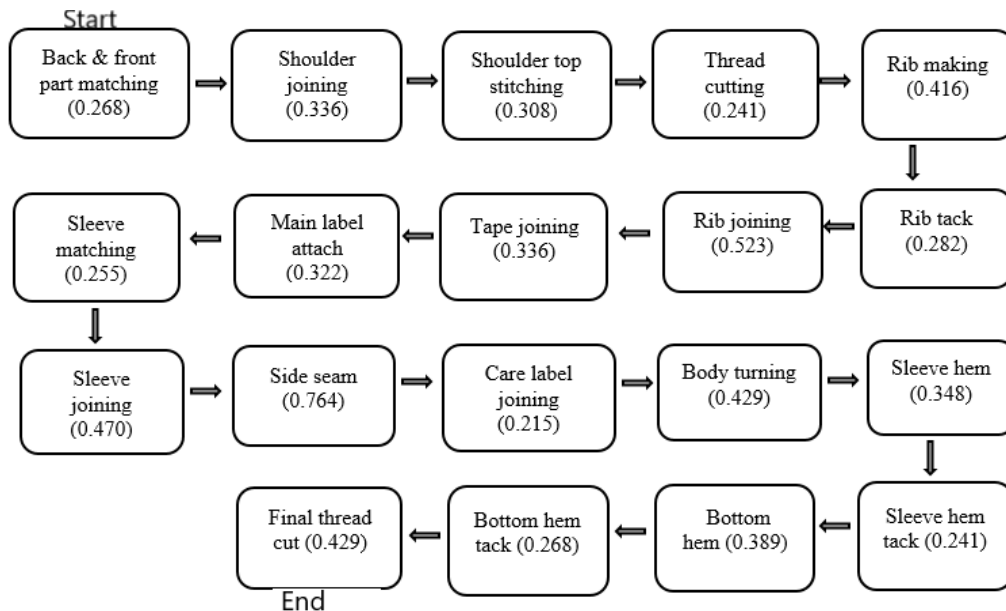 Start
Back & front
part matching
(0.268)
Shoulder
joining
(0.336)
Shoulder top
stitching
(0.308)
Thread
cutting
(0.241)
Rib making
(0.416)
Rib tack
(0.282)
Rib joining
(0.523)
Tape joining
(0.336)
Main label
attach
(0.322)
Sleeve
matching
(0.255)
Sleeve
joining
(0.470)
Side seam
(0.764)
Care label
joining
(0.215)
Body turning
(0.429)
Sleeve hem
(0.348)
Sleeve hem
tack (0.241)
Bottom
hem (0.389)
Bottom hem
tack (0.268)
Final thread
cut (0.429)
End